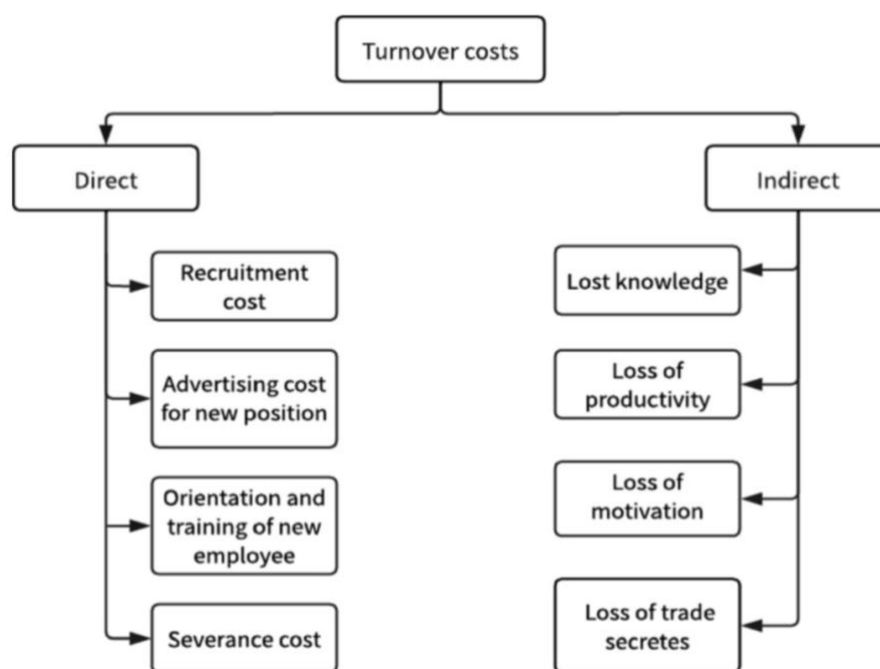 Turnover costs
Direct
Indirect
Recruitment
cost
Advertising cost
for new position
Orientation and
training of new
employee
Severance cost
Lost knowledge
Loss of
productivity
Loss of
motivation
Loss of trade
secretes